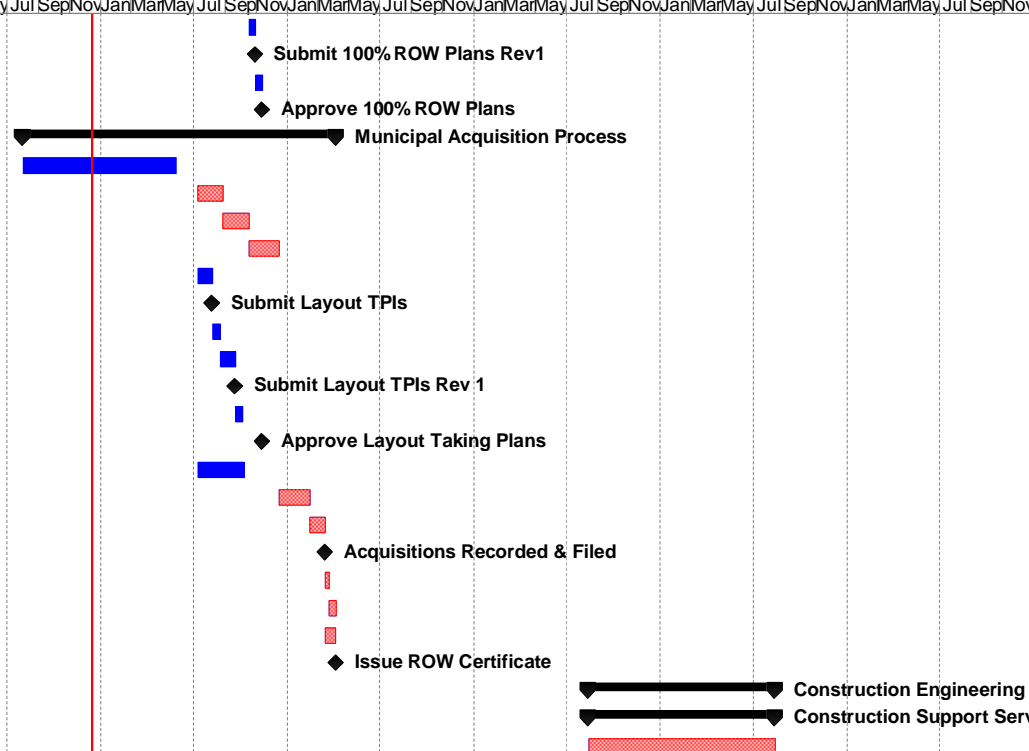 y Jul Sep Nov Jan Mar May Jul Sep Nov Jan Mar May Jul Sep Nov Jan Mar May Jul Sep Nov Jan Mar May Jul Sep Nov Jan Mar May Jul Sep Nov
Submit 100% ROW Plans Rev1
Approve 100% ROW Plans
Municipal Acquisition Process
Submit Layout TPIs
Submit Layout TPIs Rev 1
Approve Layout Taking Plans
Acquisitions Recorded & Filed
Issue ROW Certificate
Construction Engineering
Construction Support Serv